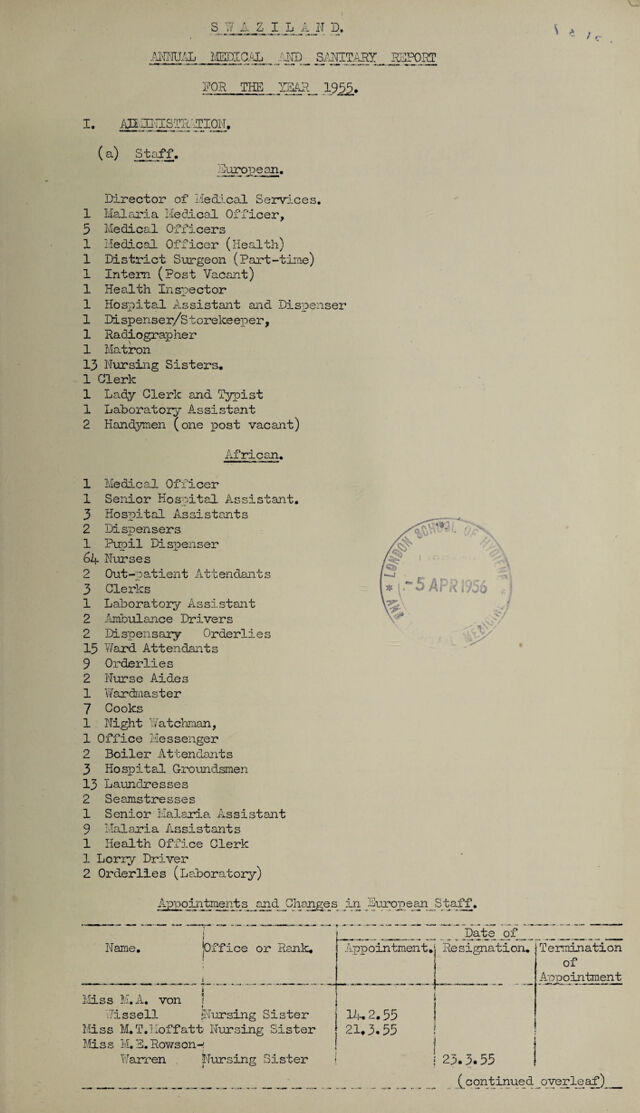 SWAZILAND.
ANNUAL MEDICAL AND SANITARY REPORT
FOR THE YEAR 1955.
I. ADMINISTRATION.
(a) Staff.
European.
Director of Medical Services.
1 Malaria Medical Officer,
5 Medical Officers
1 Medical Officer (Health)
1 District Surgeon (Part-time)
1 Intern (Post Vacant)
1 Health Inspector
1 Hospital Assistant and Dispenser
1 Dispenser/Storekeeper,
1 Radiographer
1 Matron
13 Nursing Sisters.
1 Clerk
1 Lady Clerk and Typist
1 Laboratory Assistant
2 Handymen (one post vacant)
African.
1 Medical Officer
1 Senior Hospital Assistant.
3 Hospital Assistants
2 Dispensers
1 Pupil Dispenser
64 Nurses
2 Out-patient Attendants
3 Clerks
1 Laboratory Assistant
2 Ambulance Drivers
2 Dispensary Orderlies
15 Ward Attendants
9 Orderlies
2 Nurse Aides
1 Wardmaster
7 Cooks
1 Night Watchman,
1 Office Messenger
2 Boiler Attendants
3 Hospital Groundsmen
13 Laundresses
2 Seamstresses
1 Senior Malaria Assistant
9 Malaria Assistants
1 Health Office Clerk
1 Lorry Driver
2 Orderlies (Laboratory)
LONDON SCHOOL OF HYGIENE
-5 APR 1956
AND MEDICINE
Appointments and Changes in European Staff.
Date of
Name. Office or Rank. Appointment. Resignation. Termination
of
Appointment
Miss M.A. von
Wissell Nursing Sister 14.2.55
Miss M.T.Moffatt Nursing Sister 21.3.55
Miss M.E.Rowson-
Warren Nursing Sister 23.3.55
(continued overleaf)